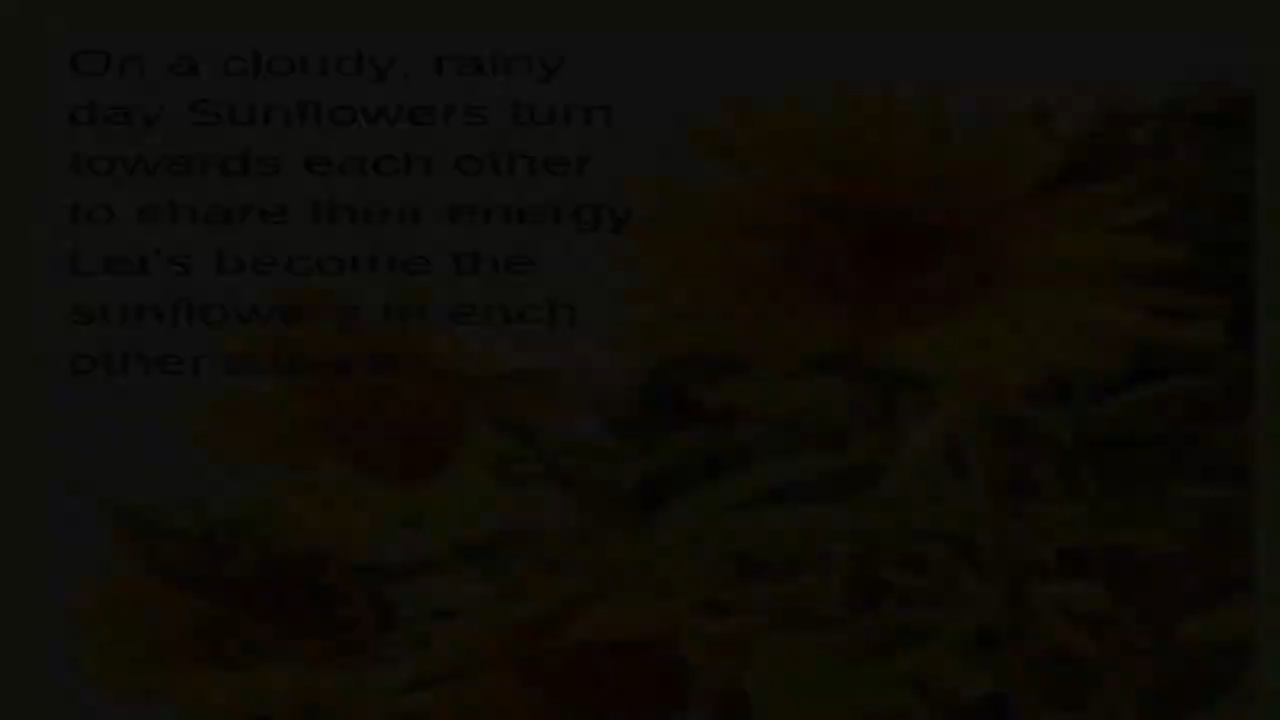 On a cloudy, rainy
day Sunflowers turn
towards each other
to share their energy
Let's become the
sunflowers in each
other